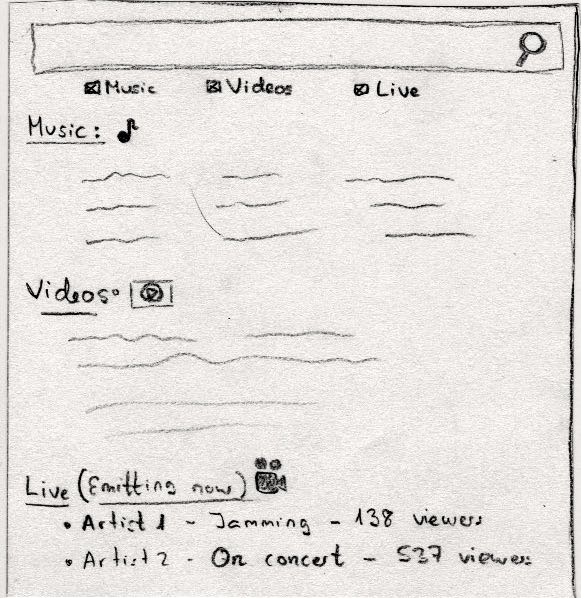 Music Videos Live
Music:
Videos:
Live (Emitting now)
• Artist 1 - Jamming - 138 viewers
• Artist 2 - On concert - 537 viewers